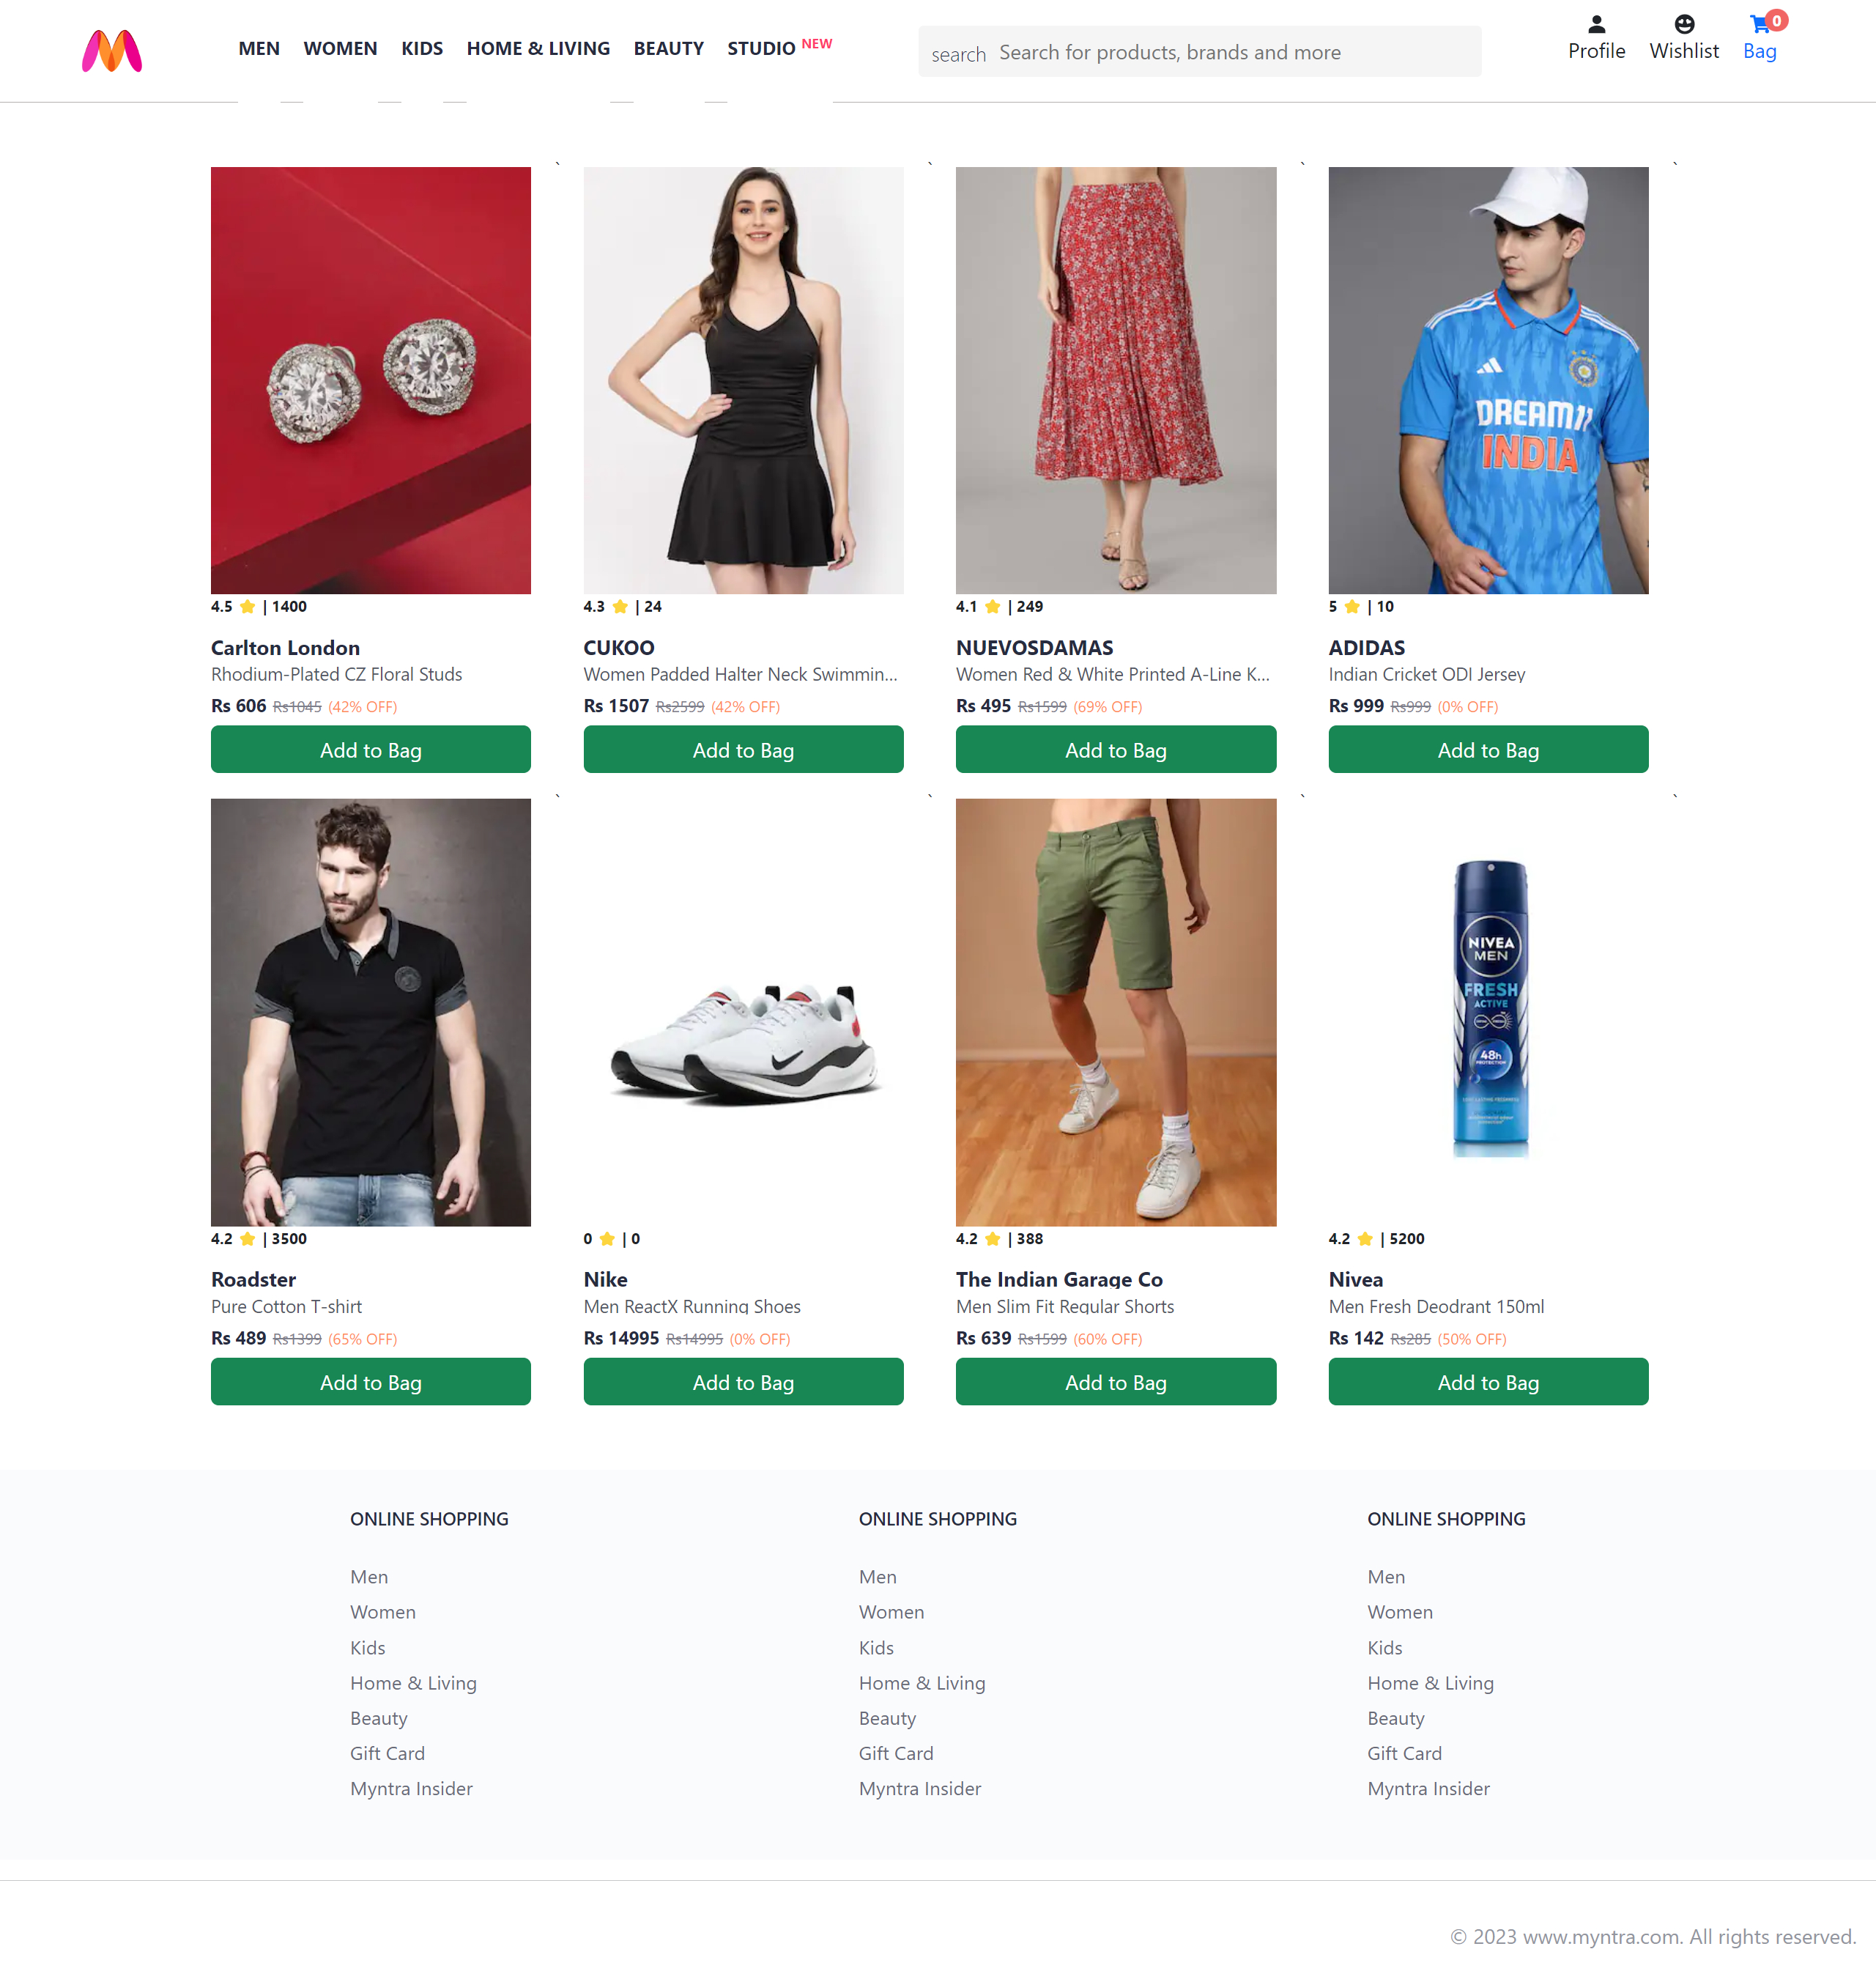 MEN WOMEN KIDS HOME & LIVING BEAUTY STUDIO NEW
search Search for products, brands and more
Profile Wishlist Bag 0
DREAM11
INDIA
4.5 ⭐ | 1400
Carlton London
Rhodium-Plated CZ Floral Studs
Rs 606 Rs1045 (42% OFF)
Add to Bag
4.3 ⭐ | 24
CUKOO
Women Padded Halter Neck Swimmin...
Rs 1507 Rs2599 (42% OFF)
Add to Bag
4.1 ⭐ | 249
NUEVOSDAMAS
Women Red & White Printed A-Line K...
Rs 495 Rs1599 (69% OFF)
Add to Bag
5 ⭐ | 10
ADIDAS
Indian Cricket ODI Jersey
Rs 999 Rs999 (0% OFF)
Add to Bag
4.2 ⭐ | 3500
Roadster
Pure Cotton T-shirt
Rs 489 Rs1399 (65% OFF)
Add to Bag
0 ⭐ | 0
Nike
Men ReactX Running Shoes
Rs 14995 Rs14995 (0% OFF)
Add to Bag
4.2 ⭐ | 388
The Indian Garage Co
Men Slim Fit Regular Shorts
Rs 639 Rs1599 (60% OFF)
Add to Bag
NIVEA
MEN
FRESH
ACTIVE
48h
PROTECTION
4.2 ⭐ | 5200
Nivea
Men Fresh Deodrant 150ml
Rs 142 Rs285 (50% OFF)
Add to Bag
ONLINE SHOPPING
Men
Women
Kids
Home & Living
Beauty
Gift Card
Myntra Insider
ONLINE SHOPPING
Men
Women
Kids
Home & Living
Beauty
Gift Card
Myntra Insider
ONLINE SHOPPING
Men
Women
Kids
Home & Living
Beauty
Gift Card
Myntra Insider
© 2023 www.myntra.com. All rights reserved.